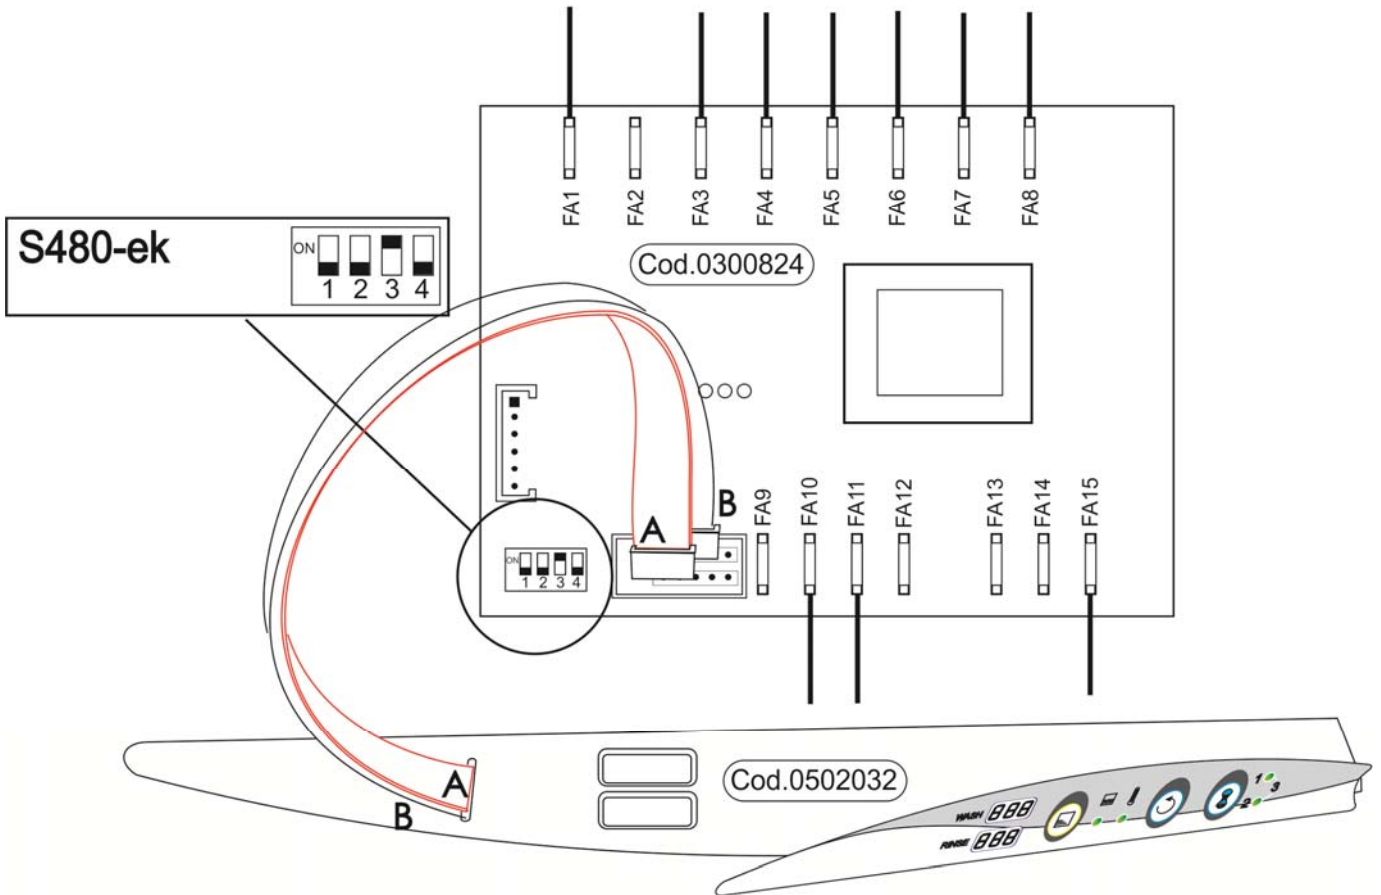 FA1 FA2 FA3 FA4 FA5 FA6 FA7 FA8
S480-ek
ON
1 2 3 4
Cod.0300824
A B
FA9 FA10 FA11 FA12 FA13 FA14 FA15
ON
1 2 3 4
A
B
Cod.0502032
WASH 888
RINSE 888
1
2
3